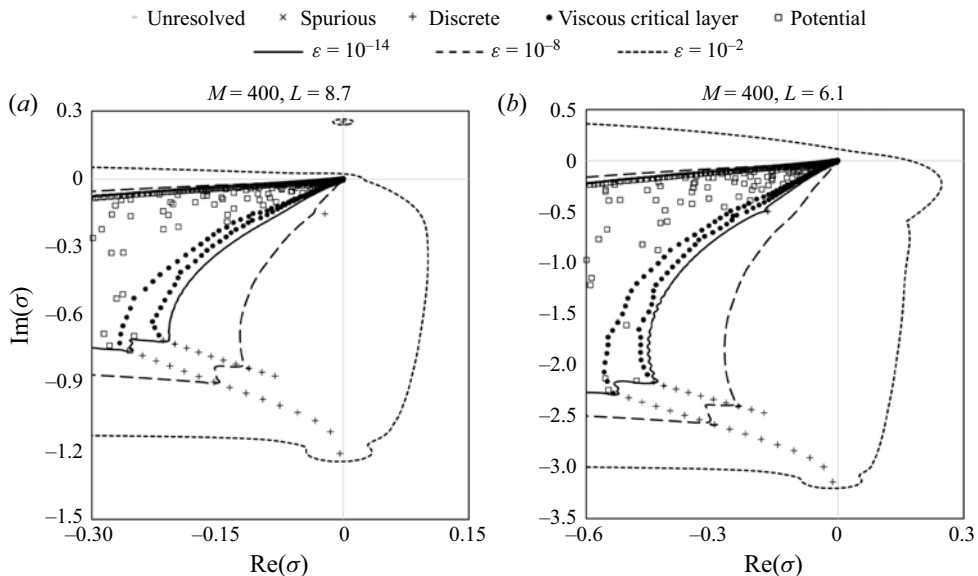 Unresolved × Spurious + Discrete • Viscous critical layer □ Potential
ε = 10⁻¹⁴ ε = 10⁻⁸ ε = 10⁻²
(a) M = 400, L = 8.7
(b) M = 400, L = 6.1
0.3
0
–0.3
–0.6
–0.9
–1.2
–1.5
Im(σ)
–0.30 –0.15 0 0.15
Re(σ)
0.5
0
–0.5
–1.0
–1.5
–2.0
–2.5
–3.0
–3.5
–0.6 –0.3 0 0.3
Re(σ)